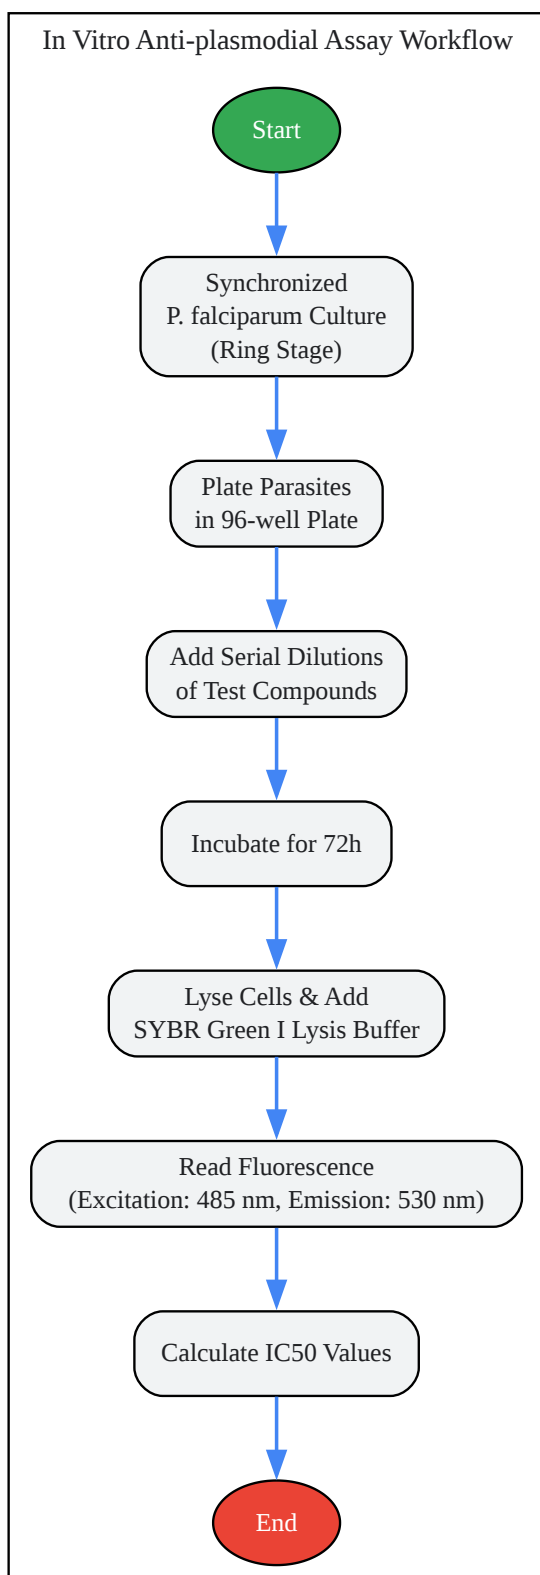 In Vitro Anti-plasmodial Assay Workflow
Start
Synchronized
P. falciparum Culture
(Ring Stage)
Plate Parasites
in 96-well Plate
Add Serial Dilutions
of Test Compounds
Incubate for 72h
Lyse Cells & Add
SYBR Green I Lysis Buffer
Read Fluorescence
(Excitation: 485 nm, Emission: 530 nm)
Calculate IC50 Values
End